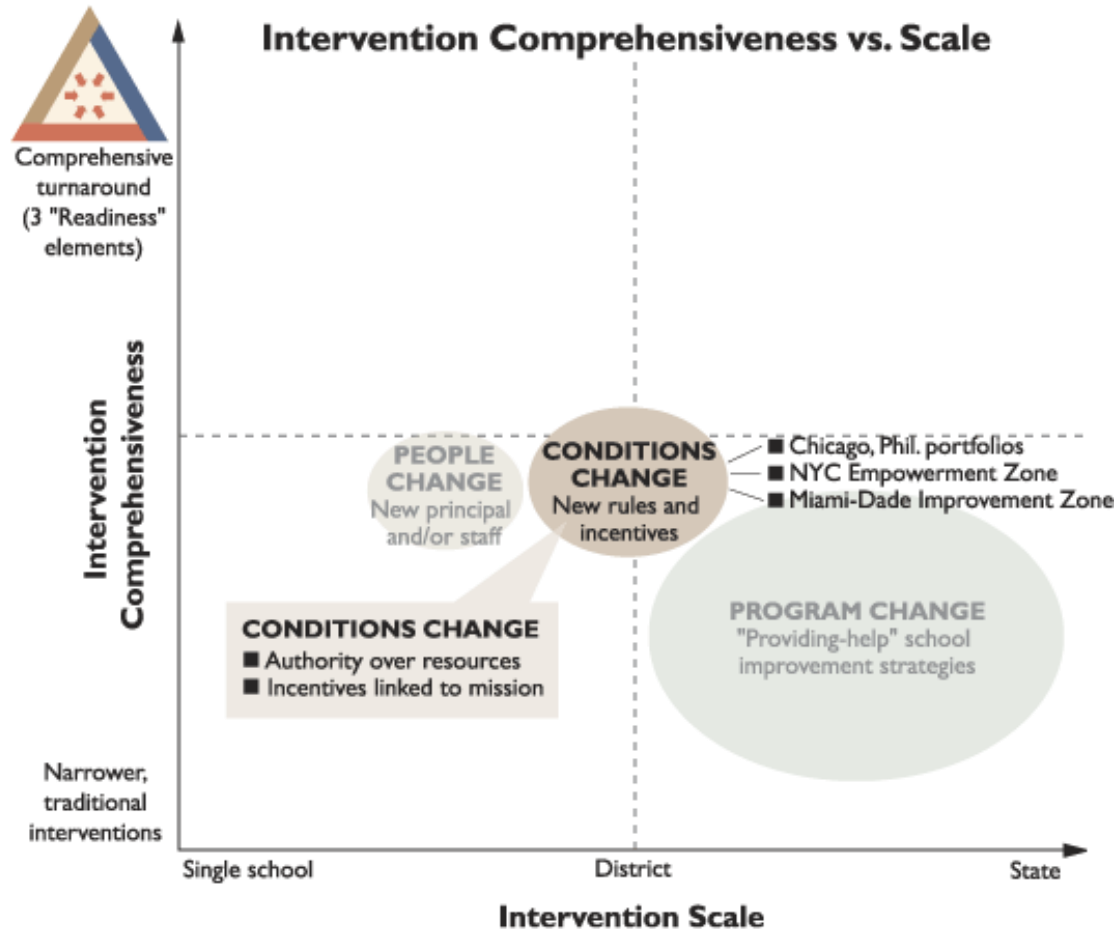 Intervention Comprehensiveness vs. Scale
Comprehensive
turnaround
(3 "Readiness"
elements)
Intervention
Comprehensiveness
PEOPLE
CHANGE
New principal
and/or staff
CONDITIONS
CHANGE
New rules and
incentives
■ Chicago, Phil. portfolios
■ NYC Empowerment Zone
■ Miami-Dade Improvement Zone
CONDITIONS CHANGE
■ Authority over resources
■ Incentives linked to mission
PROGRAM CHANGE
"Providing-help" school
improvement strategies
Narrower,
traditional
interventions
Single school
District
State
Intervention Scale